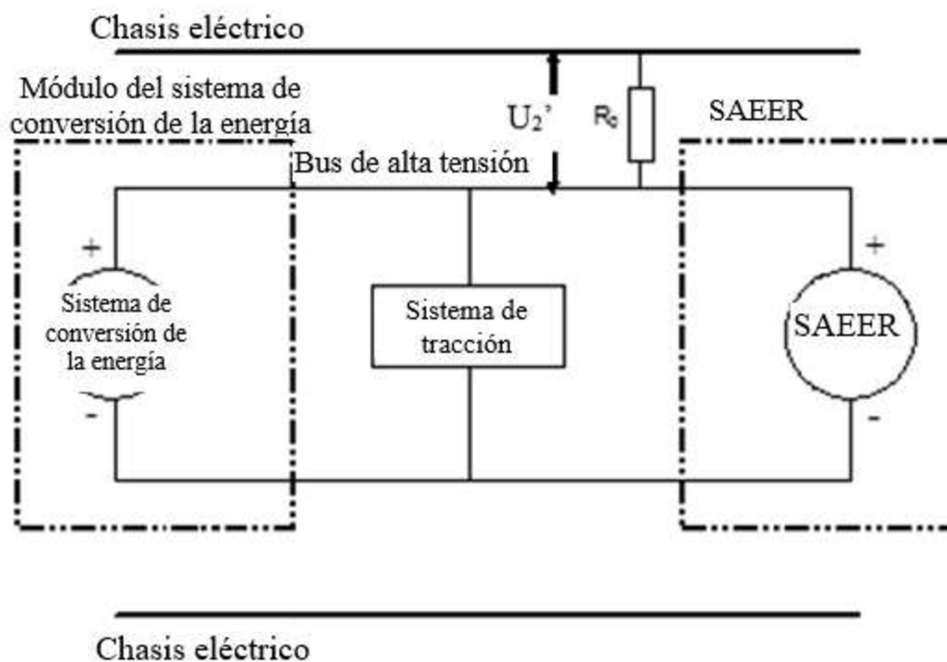 Chasis eléctrico
Módulo del sistema de
conversión de la energía
U₂’
R₀
SAEER
Bus de alta tensión
+
+
Sistema de
conversión de
la energía
Sistema de
tracción
SAEER
-
-
Chasis eléctrico